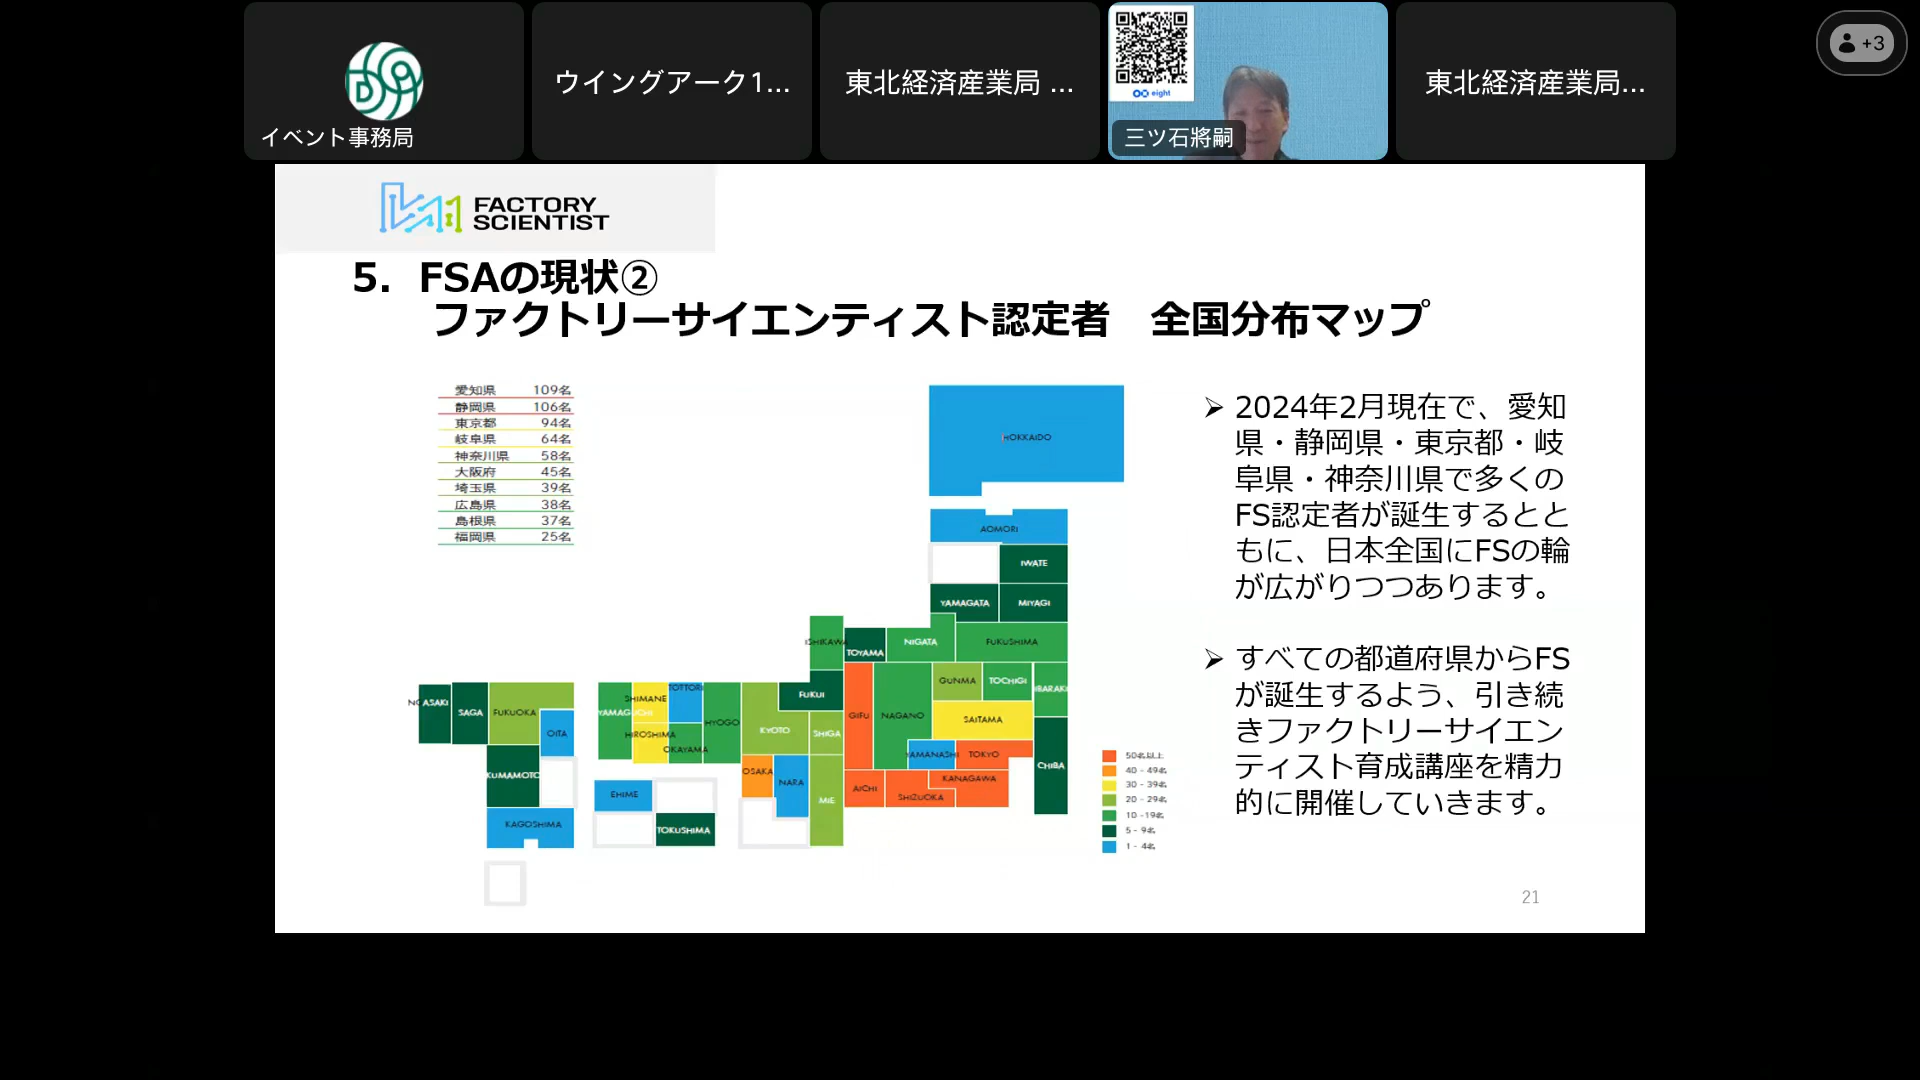 +3
イベント事務局
ウイングアーク1...
東北経済産業局 ...
eight
三ツ石將嗣
東北経済産業局...
FACTORY
SCIENTIST
5. FSAの現状②
ファクトリーサイエンティスト認定者 全国分布マップ
愛知県 109名
静岡県 106名
東京都 94名
岐阜県 64名
神奈川県 58名
大阪府 45名
埼玉県 39名
広島県 38名
島根県 37名
福岡県 25名
HOKKAIDO
AOMORI
IWATE
YAMAGATA
MIYAGI
ISHIKAWA
TOYAMA
NIGATA
FUKUSHIMA
FUKUI
GIFU
NAGANO
GUNMA
TOCHIGI
IBARAKI
SAITAMA
YAMANASHI
TOKYO
CHIBA
AICHI
SHIZUOKA
KANAGAWA
SAGA
FUKUOKA
OITA
KUMAMOTO
KAGOSHIMA
YAMAGUCHI
SHIMANE
TOTTORI
HIROSHIMA
OKAYAMA
HYOGO
KYOTO
SHIGA
OSAKA
NARA
MIE
EHIME
TOKUSHIMA
50名以上
40 - 49名
30 - 39名
20 - 29名
10 - 19名
5 - 9名
1 - 4名
➢ 2024年2月現在で、愛知
県・静岡県・東京都・岐
阜県・神奈川県で多くの
FS認定者が誕生するとと
もに、日本全国にFSの輪
が広がりつつあります。
➢ すべての都道府県からFS
が誕生するよう、引き続
きファクトリーサイエン
ティスト育成講座を精力
的に開催していきます。
21